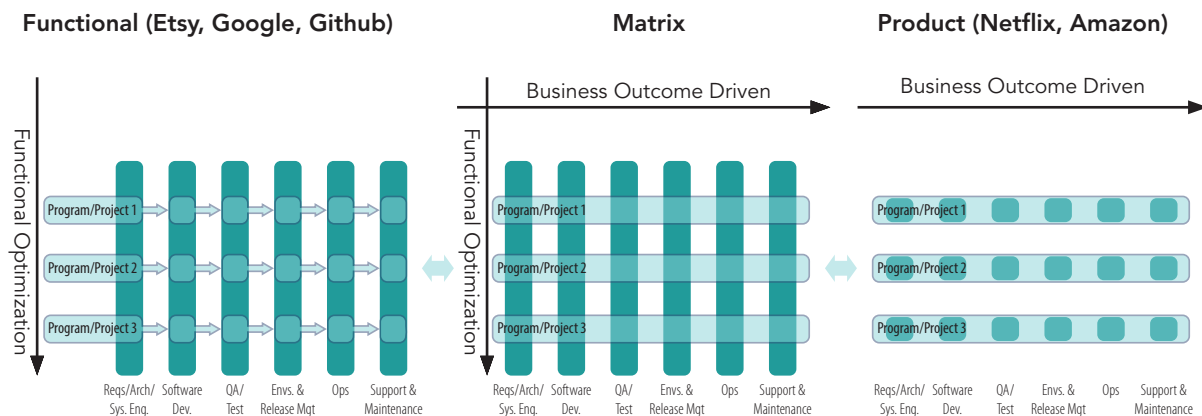 Functional (Etsy, Google, Github)
Matrix
Product (Netflix, Amazon)
Functional Optimization
Program/Project 1
Program/Project 2
Program/Project 3
Reqs/Arch/
Sys. Eng.
Software
Dev.
QA/
Test
Envs. &
Release Mgt
Ops
Support &
Maintenance
Business Outcome Driven
Functional Optimization
Program/Project 1
Program/Project 2
Program/Project 3
Reqs/Arch/
Sys. Eng.
Software
Dev.
QA/
Test
Envs. &
Release Mgt
Ops
Support &
Maintenance
Business Outcome Driven
Program/Project 1
Program/Project 2
Program/Project 3
Reqs/Arch/
Sys. Eng.
Software
Dev.
QA/
Test
Envs. &
Release Mgt
Ops
Support &
Maintenance